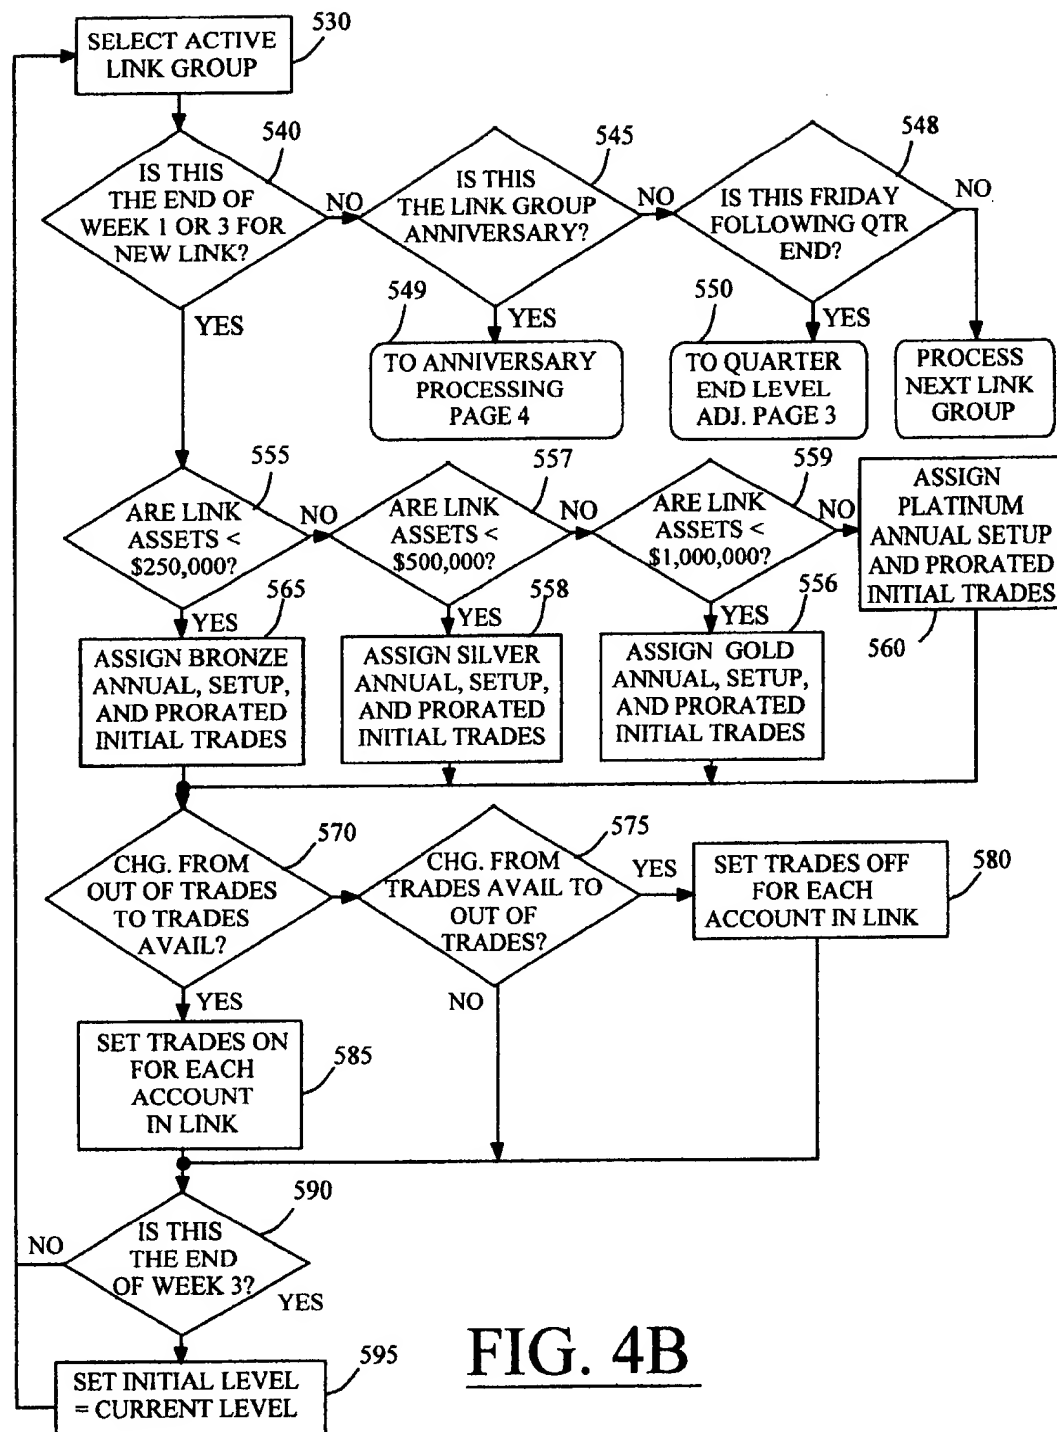 530
SELECT ACTIVE
LINK GROUP
540
IS THIS
THE END OF
WEEK 1 OR 3 FOR
NEW LINK?
NO
YES
545
IS THIS
THE LINK GROUP
ANNIVERSARY?
NO
YES
548
IS THIS FRIDAY
FOLLOWING QTR
END?
NO
YES
549
TO ANNIVERSARY
PROCESSING
PAGE 4
550
TO QUARTER
END LEVEL
ADJ. PAGE 3
PROCESS
NEXT LINK
GROUP
555
ARE LINK
ASSETS <
$250,000?
NO
YES
557
ARE LINK
ASSETS <
$500,000?
NO
YES
559
ARE LINK
ASSETS <
$1,000,000?
NO
YES
ASSIGN
PLATINUM
ANNUAL SETUP
AND PRORATED
INITIAL TRADES
560
565
ASSIGN BRONZE
ANNUAL, SETUP,
AND PRORATED
INITIAL TRADES
558
ASSIGN SILVER
ANNUAL, SETUP,
AND PRORATED
INITIAL TRADES
556
ASSIGN GOLD
ANNUAL, SETUP,
AND PRORATED
INITIAL TRADES
570
CHG. FROM
OUT OF TRADES
TO TRADES
AVAIL?
YES
575
CHG. FROM
TRADES AVAIL TO
OUT OF
TRADES?
YES
NO
580
SET TRADES OFF
FOR EACH
ACCOUNT IN LINK
585
SET TRADES ON
FOR EACH
ACCOUNT
IN LINK
590
IS THIS
THE END
OF WEEK 3?
NO
YES
595
SET INITIAL LEVEL
= CURRENT LEVEL
FIG. 4B